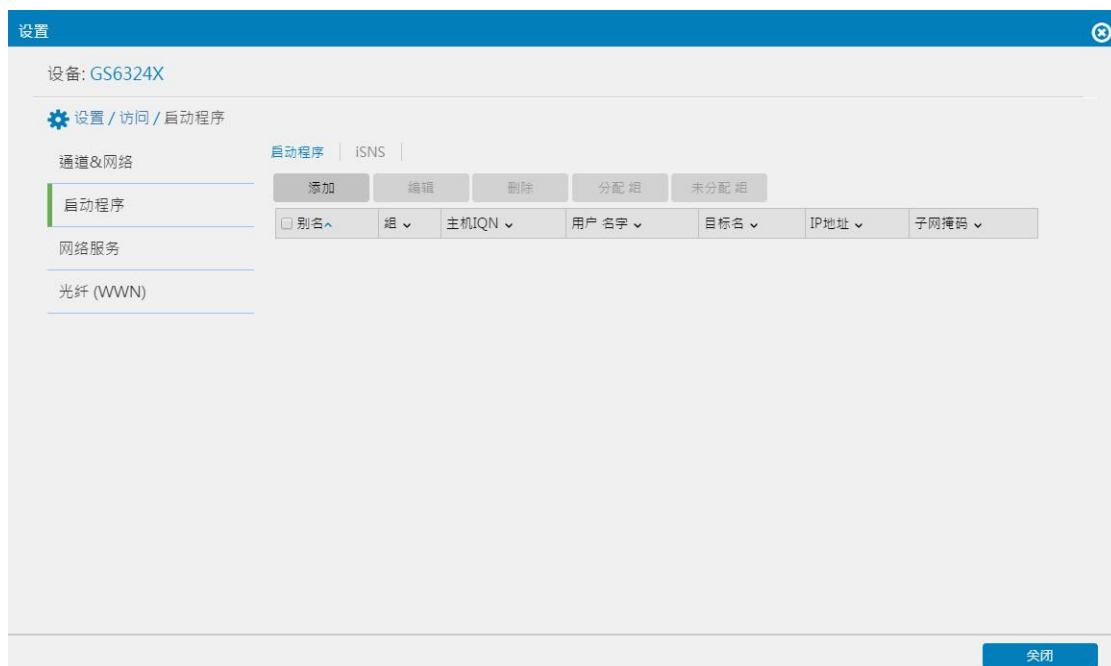 设置
设备: GS6324X
设置 / 访问 / 启动程序
通道&网络
启动程序
网络服务
光纤 (WWN)
启动程序 iSNS
添加 编辑 删除 分配 组 未分配 组
别名 组 主机IQN 用户 名字 目标名 IP地址 子网掩码
关闭